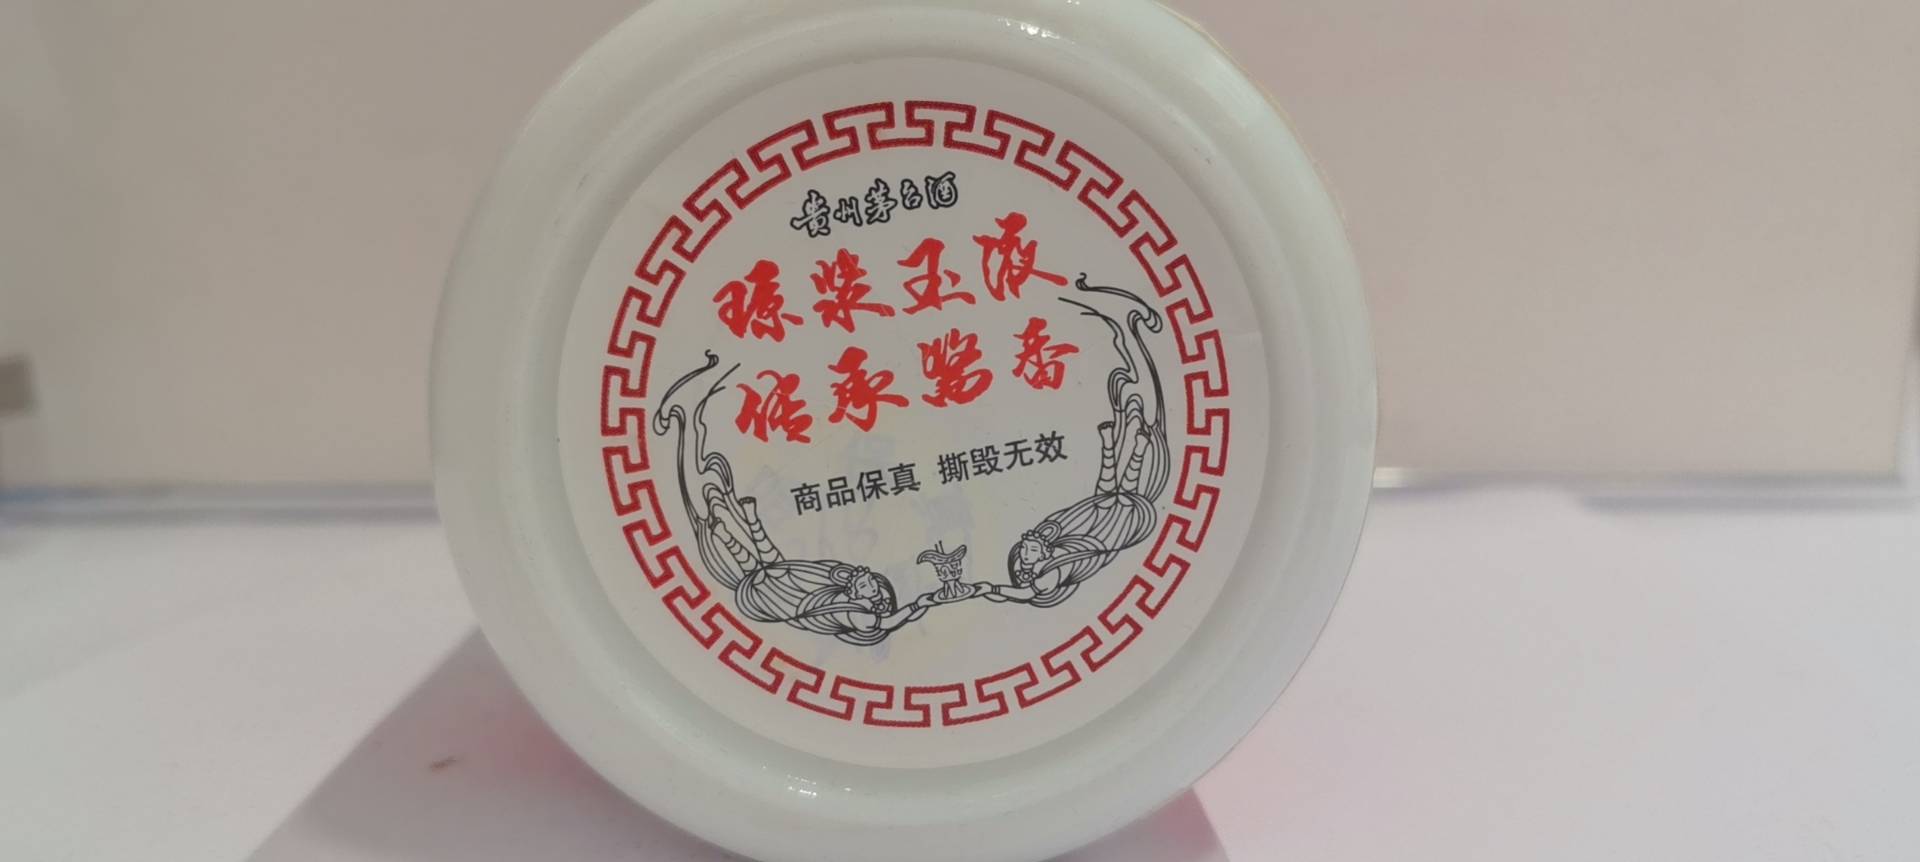 贵州茅台酒
琼浆玉液
传承酱香
商品保真 撕毁无效